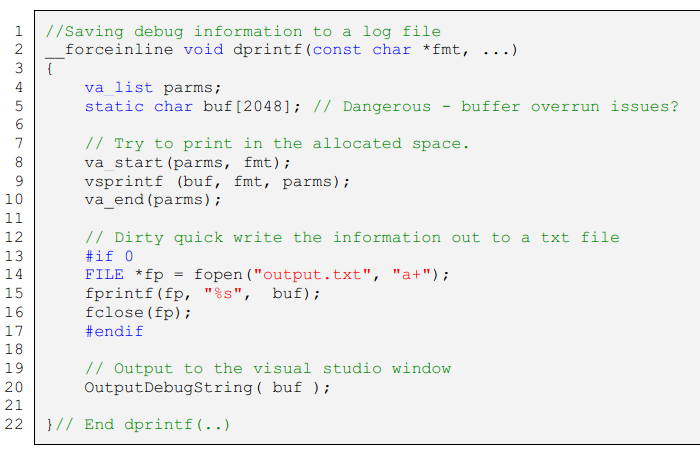 1 //Saving debug information to a log file
2 __forceinline void dprintf(const char *fmt, ...)
3 {
4     va_list parms;
5     static char buf[2048]; // Dangerous - buffer overrun issues?
6
7     // Try to print in the allocated space.
8     va_start(parms, fmt);
9     vsprintf (buf, fmt, parms);
10     va_end(parms);
11
12     // Dirty quick write the information out to a txt file
13     #if 0
14     FILE *fp = fopen("output.txt", "a+");
15     fprintf(fp, "%s",  buf);
16     fclose(fp);
17     #endif
18
19     // Output to the visual studio window
20     OutputDebugString( buf );
21
22 }// End dprintf(..)